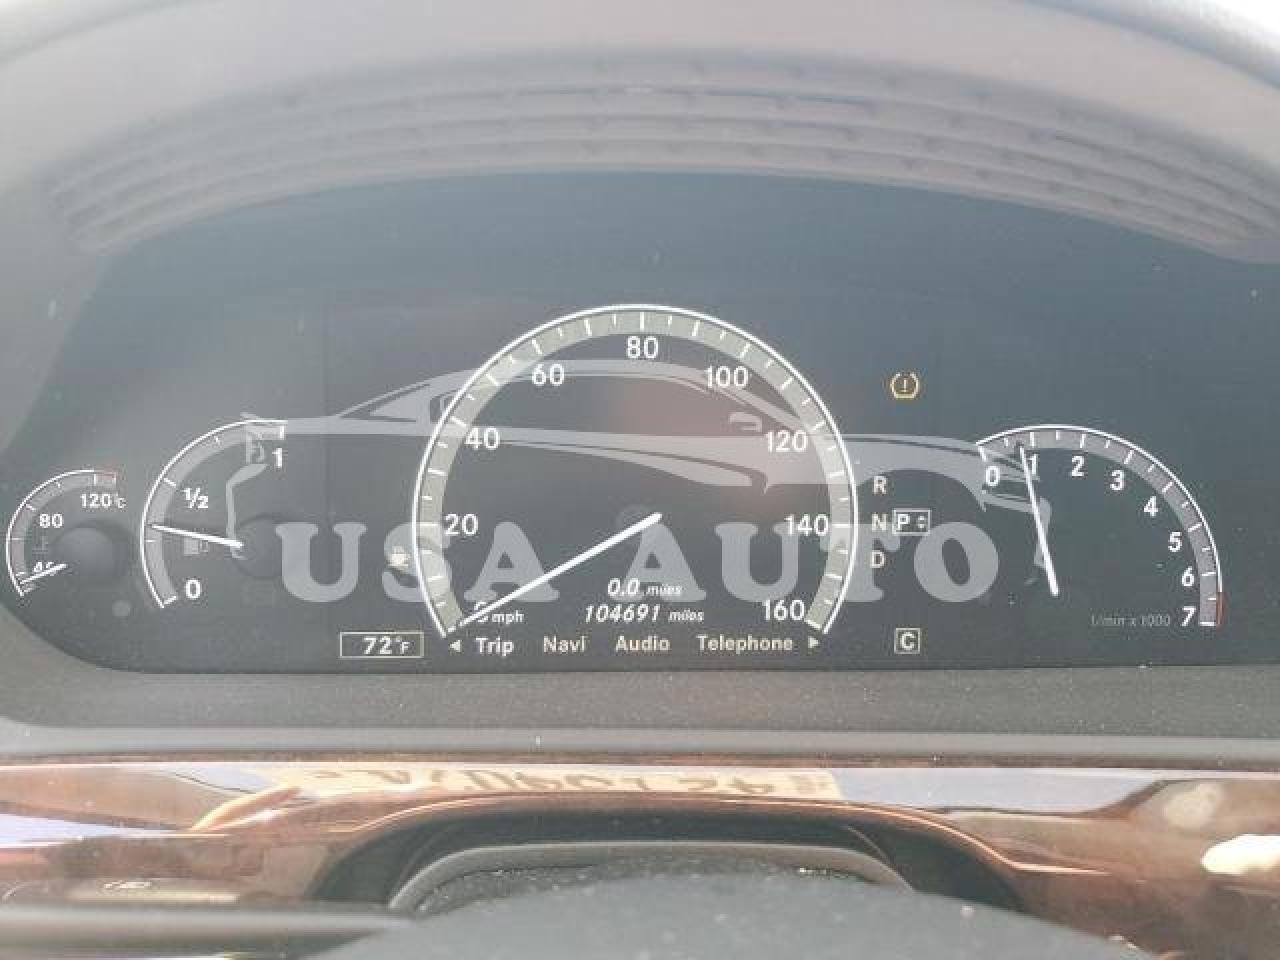 80
60
100
40
120
1
0
1
2
3
4
5
6
7
120°C
½
80
R
N
P
20
140
D
40
USA AUTO
0
0.0 miles
mph
104691 miles
160
1/min x 1000
72°F
Trip
Navi
Audio
Telephone
C